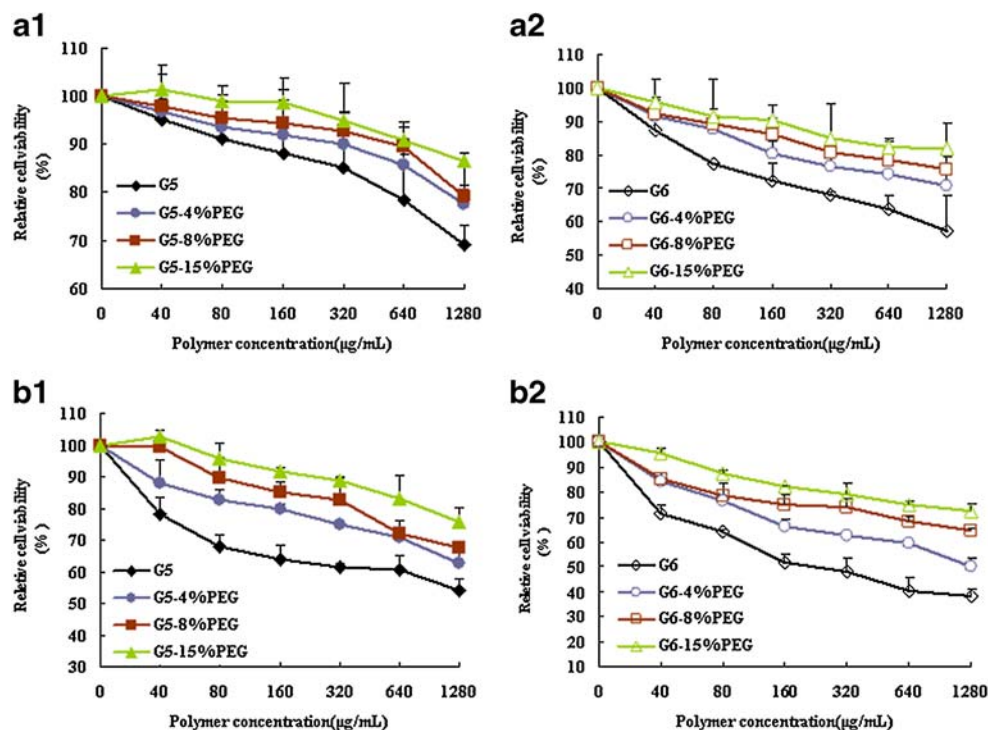 a1
110
100
90
80
70
60
Relative cell viability
(%)
G5
G5-4%PEG
G5-8%PEG
G5-15%PEG
0 40 80 160 320 640 1280
Polymer concentration(µg/mL)
a2
110
100
90
80
70
60
50
40
Relative cell viability
(%)
G6
G6-4%PEG
G6-8%PEG
G6-15%PEG
0 40 80 160 320 640 1280
Polymer concentration(µg/mL)
b1
110
100
90
80
70
60
50
40
30
Reletive cell viability
(%)
G5
G5-4%PEG
G5-8%PEG
G5-15%PEG
0 40 80 160 320 640 1280
Polymer concentration(µg/mL)
b2
110
100
90
80
70
60
50
40
30
20
10
Reletive cell viability
(%)
G6
G6-4%PEG
G6-8%PEG
G6-15%PEG
0 40 80 160 320 640 1280
Polymer concentration(µg/mL)